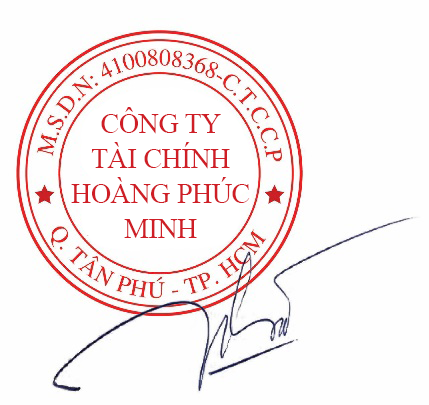 M.S.D.N: 4100808368-C.T.C.C.P
CÔNG TY
TÀI CHÍNH
HOÀNG PHÚC
MINH
Q. TÂN PHÚ - TP. HCM